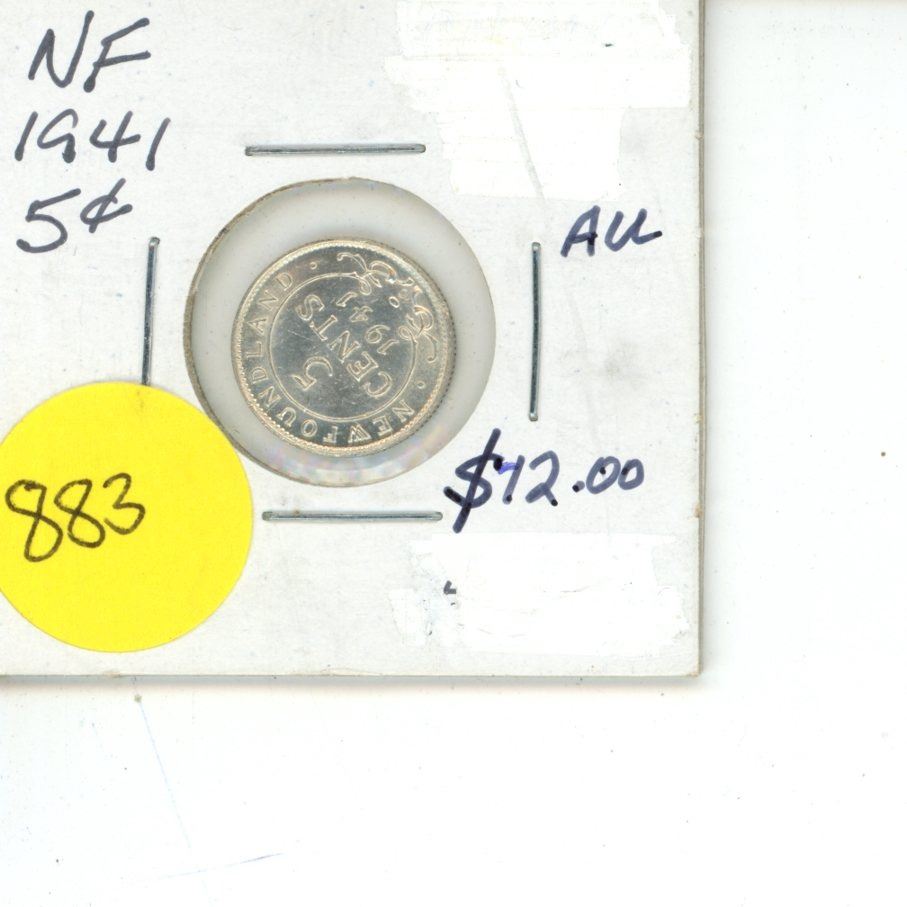 NF
1941
5¢
AU
NEWFOUNDLAND
5
CENTS
1941
$12.00
883